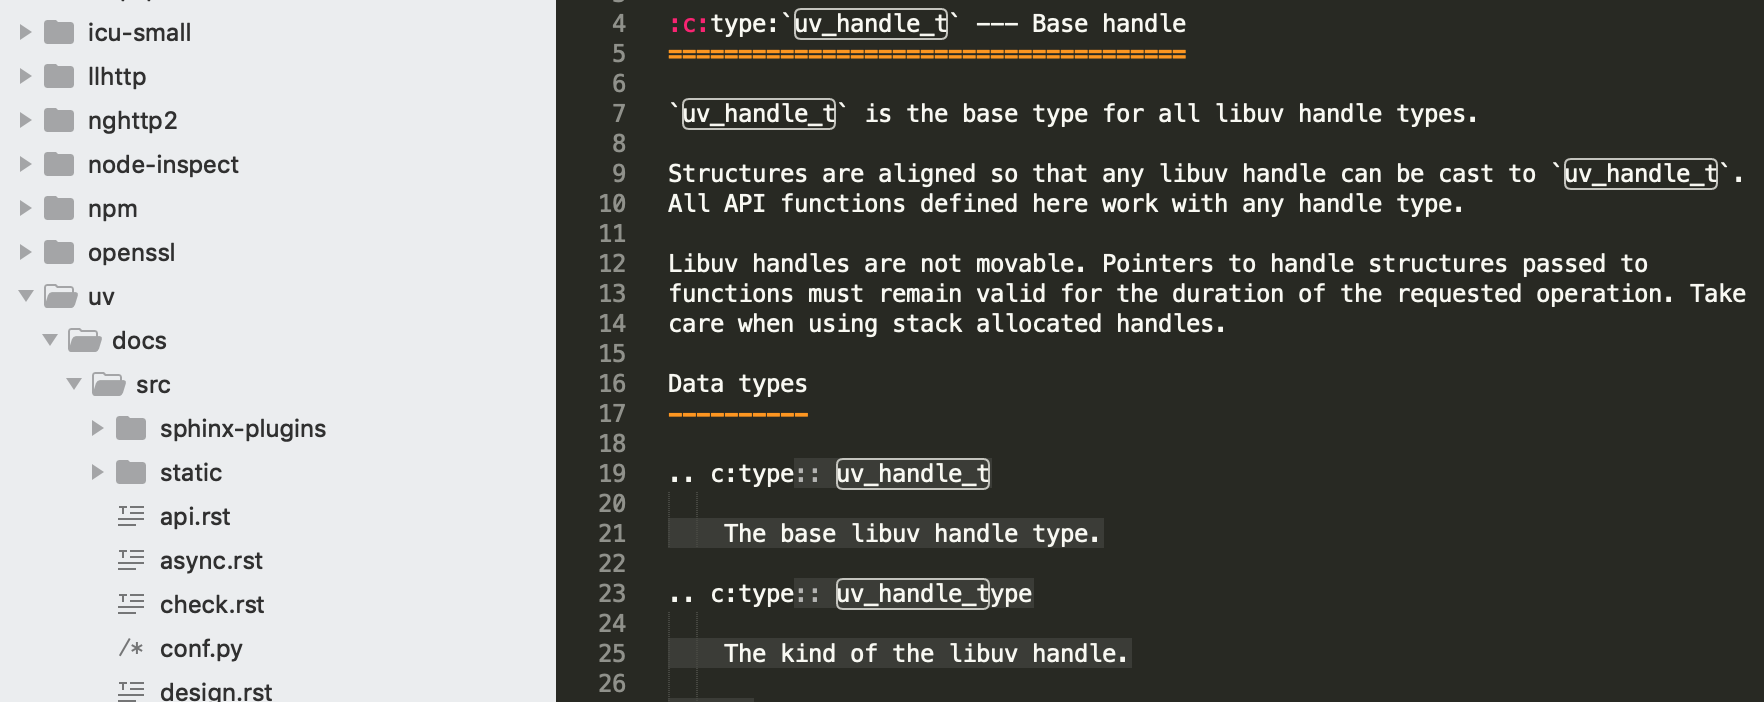 icu-small
llhttp
nghttp2
node-inspect
npm
openssl
uv
docs
src
sphinx-plugins
static
api.rst
async.rst
check.rst
conf.py
design.rst
4 :c:type:`uv_handle_t` --- Base handle
5 =====================================
6
7 `uv_handle_t` is the base type for all libuv handle types.
8
9 Structures are aligned so that any libuv handle can be cast to `uv_handle_t`.
10 All API functions defined here work with any handle type.
11
12 Libuv handles are not movable. Pointers to handle structures passed to
13 functions must remain valid for the duration of the requested operation. Take
14 care when using stack allocated handles.
15
16 Data types
17 ----------
18
19 .. c:type:: uv_handle_t
20
21 The base libuv handle type.
22
23 .. c:type:: uv_handle_type
24
25 The kind of the libuv handle.
26